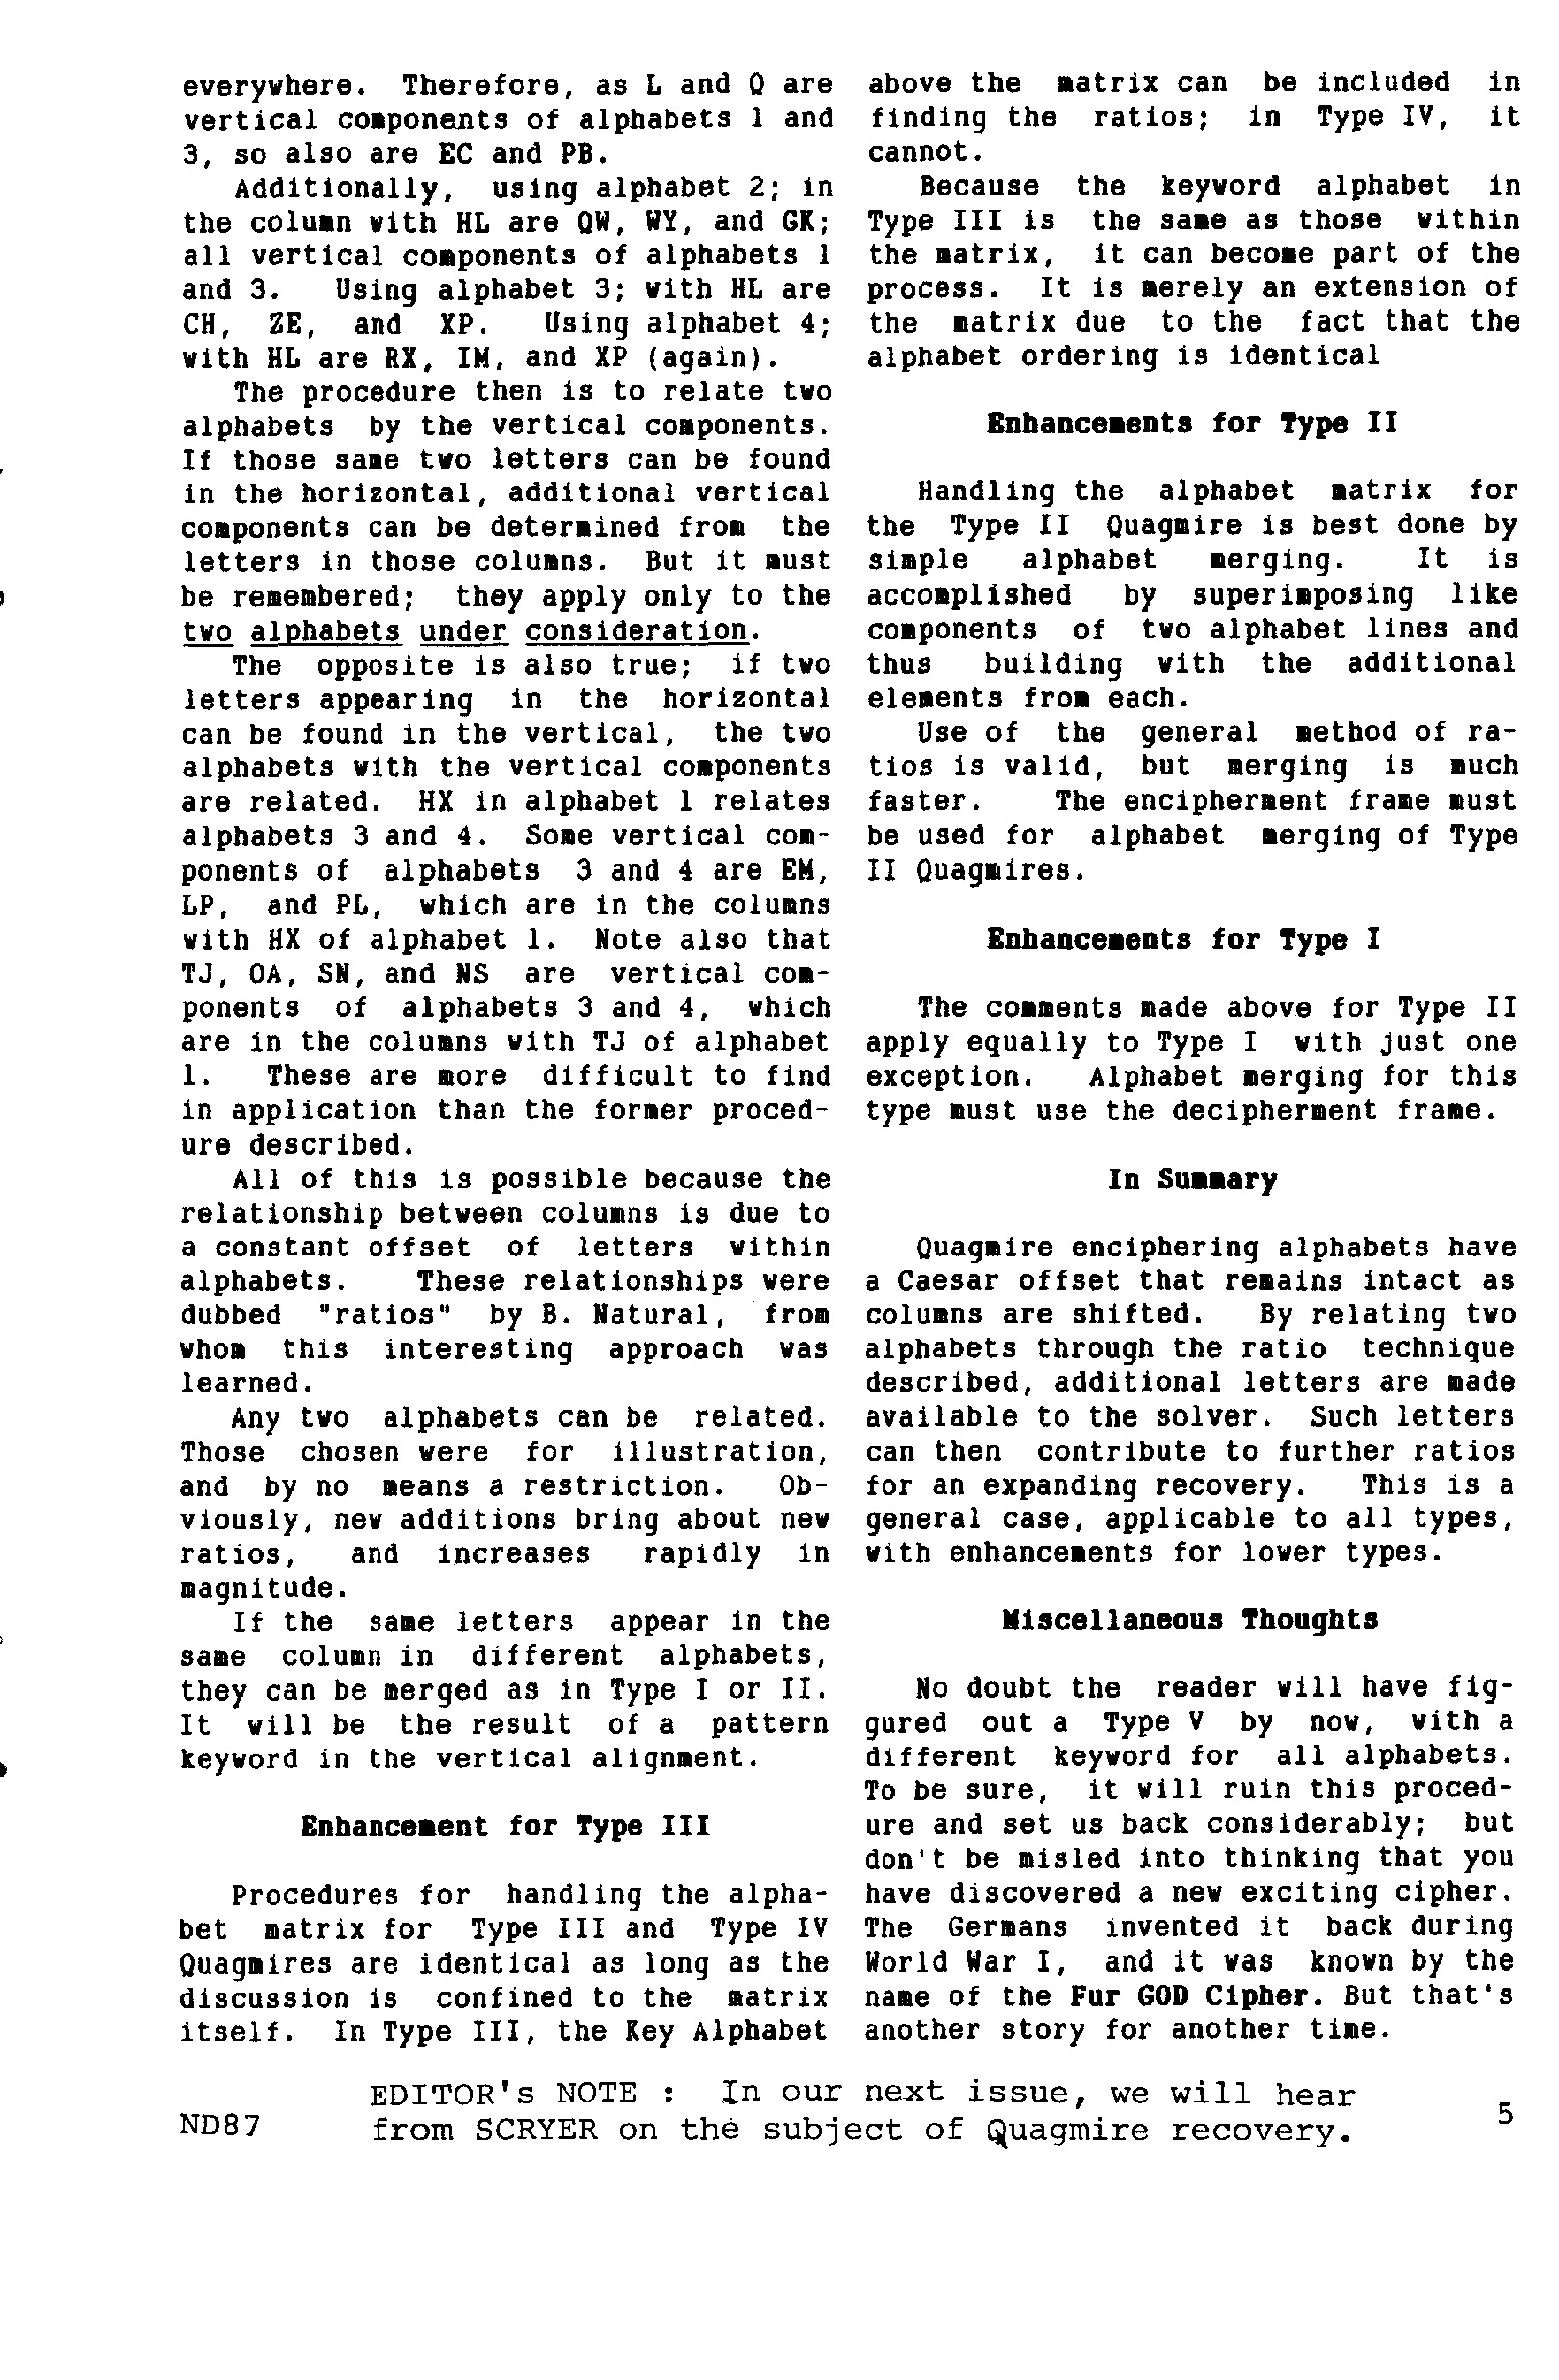 everywhere. Therefore, as L and Q are
vertical components of alphabets 1 and
3, so also are EC and PB.
Additionally, using alphabet 2; in
the column with HL are QW, WY, and GK;
all vertical components of alphabets 1
and 3. Using alphabet 3; with HL are
CH, ZE, and XP. Using alphabet 4;
with HL are RX, IM, and XP (again).
The procedure then is to relate two
alphabets by the vertical components.
If those same two letters can be found
in the horizontal, additional vertical
components can be determined from the
letters in those columns. But it must
be remembered; they apply only to the
two alphabets under consideration.
The opposite is also true; if two
letters appearing in the horizontal
can be found in the vertical, the two
alphabets with the vertical components
are related. HX in alphabet 1 relates
alphabets 3 and 4. Some vertical com-
ponents of alphabets 3 and 4 are EM,
LP, and PL, which are in the columns
with HX of alphabet 1. Note also that
TJ, OA, SN, and NS are vertical com-
ponents of alphabets 3 and 4, which
are in the columns with TJ of alphabet
1. These are more difficult to find
in application than the former proced-
ure described.
All of this is possible because the
relationship between columns is due to
a constant offset of letters within
alphabets. These relationships were
dubbed "ratios" by B. Natural, from
whom this interesting approach was
learned.
Any two alphabets can be related.
Those chosen were for illustration,
and by no means a restriction. Ob-
viously, new additions bring about new
ratios, and increases rapidly in
magnitude.
If the same letters appear in the
same column in different alphabets,
they can be merged as in Type I or II.
It will be the result of a pattern
keyword in the vertical alignment.
Enhancement for Type III
Procedures for handling the alpha-
bet matrix for Type III and Type IV
Quagmires are identical as long as the
discussion is confined to the matrix
itself. In Type III, the Key Alphabet
above the matrix can be included in
finding the ratios; in Type IV, it
cannot.
Because the keyword alphabet in
Type III is the same as those within
the matrix, it can become part of the
process. It is merely an extension of
the matrix due to the fact that the
alphabet ordering is identical
Enhancements for Type II
Handling the alphabet matrix for
the Type II Quagmire is best done by
simple alphabet merging. It is
accomplished by superimposing like
components of two alphabet lines and
thus building with the additional
elements from each.
Use of the general method of ra-
tios is valid, but merging is much
faster. The encipherment frame must
be used for alphabet merging of Type
II Quagmires.
Enhancements for Type I
The comments made above for Type II
apply equally to Type I with just one
exception. Alphabet merging for this
type must use the decipherment frame.
In Summary
Quagmire enciphering alphabets have
a Caesar offset that remains intact as
columns are shifted. By relating two
alphabets through the ratio technique
described, additional letters are made
available to the solver. Such letters
can then contribute to further ratios
for an expanding recovery. This is a
general case, applicable to all types,
with enhancements for lower types.
Miscellaneous Thoughts
No doubt the reader will have fig-
gured out a Type V by now, with a
different keyword for all alphabets.
To be sure, it will ruin this proced-
ure and set us back considerably; but
don't be misled into thinking that you
have discovered a new exciting cipher.
The Germans invented it back during
World War I, and it was known by the
name of the Fur GOD Cipher. But that's
another story for another time.
EDITOR's NOTE : In our next issue, we will hear
from SCRYER on the subject of Quagmire recovery.
ND87
5